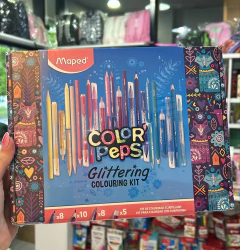 Maped
COLOR'
PEPS
Glittering
COLOURING KIT
x8
x10
x8
x5